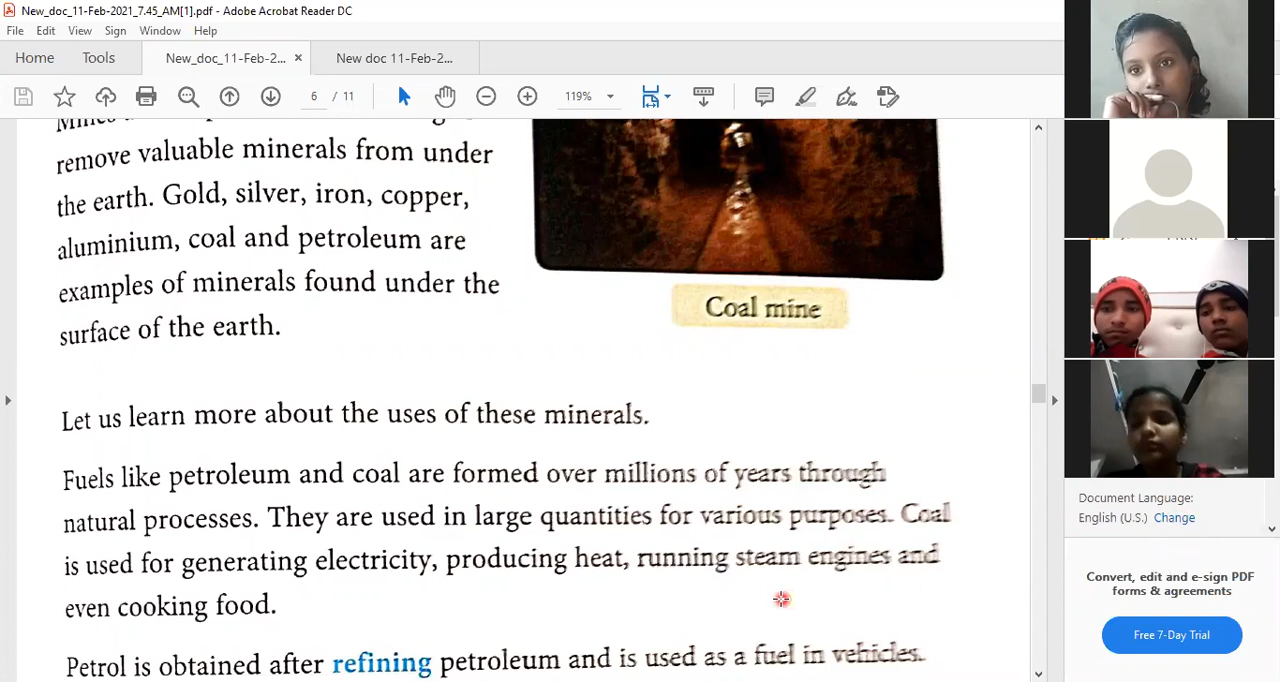 New_doc_11-Feb-2021_7.45_AM[1].pdf - Adobe Acrobat Reader DC
File Edit View Sign Window Help
Home Tools New_doc_11-Feb-2... × New doc 11-Feb-2...
6 / 11 119%
remove valuable minerals from under
the earth. Gold, silver, iron, copper,
aluminium, coal and petroleum are
examples of minerals found under the
surface of the earth.
Coal mine
Let us learn more about the uses of these minerals.
Fuels like petroleum and coal are formed over millions of years through
natural processes. They are used in large quantities for various purposes. Coal
is used for generating electricity, producing heat, running steam engines and
even cooking food.
Petrol is obtained after refining petroleum and is used as a fuel in vehicles.
Document Language:
English (U.S.) Change
Convert, edit and e-sign PDF
forms & agreements
Free 7-Day Trial